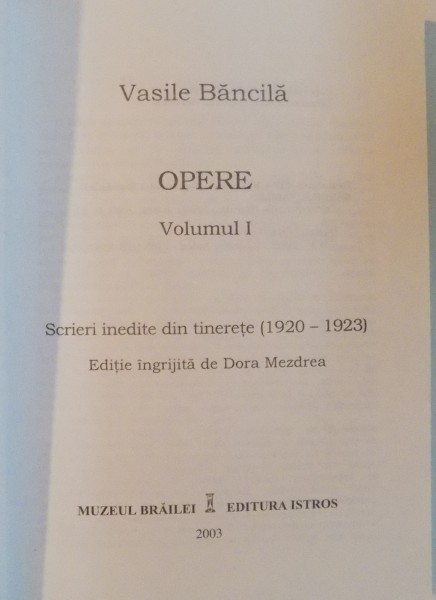 Vasile Băncilă
OPERE
Volumul I
Scrieri inedite din tinerețe (1920 – 1923)
Ediție îngrijită de Dora Mezdrea
MUZEUL BRĂILEI EDITURA ISTROS
2003